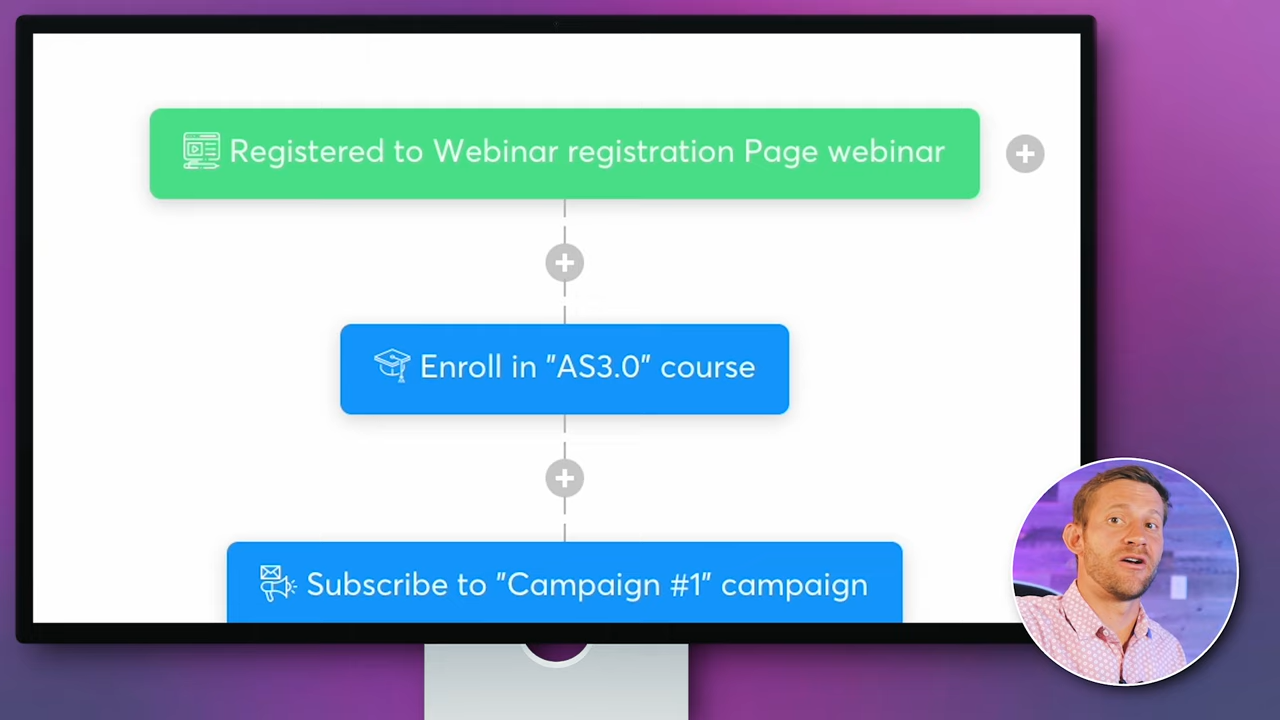 Registered to Webinar registration Page webinar
Enroll in "AS3.0" course
Subscribe to "Campaign #1" campaign